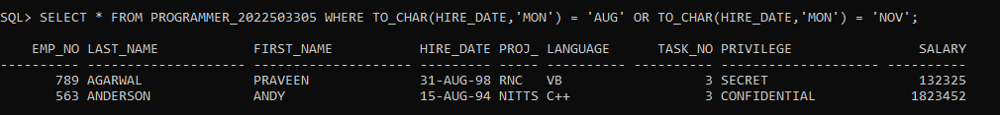 SQL> SELECT * FROM PROGRAMMER_2022503305 WHERE TO_CHAR(HIRE_DATE,'MON') = 'AUG' OR TO_CHAR(HIRE_DATE,'MON') = 'NOV';
EMP_NO LAST_NAME FIRST_NAME HIRE_DATE PROJ_ LANGUAGE TASK_NO PRIVILEGE SALARY
---------- -------------------- -------------------- --------- ----- ---------- ---------- -------------------- ----------
789 AGARWAL PRAVEEN 31-AUG-98 RNC VB 3 SECRET 132325
563 ANDERSON ANDY 15-AUG-94 NITTS C++ 3 CONFIDENTIAL 1823452